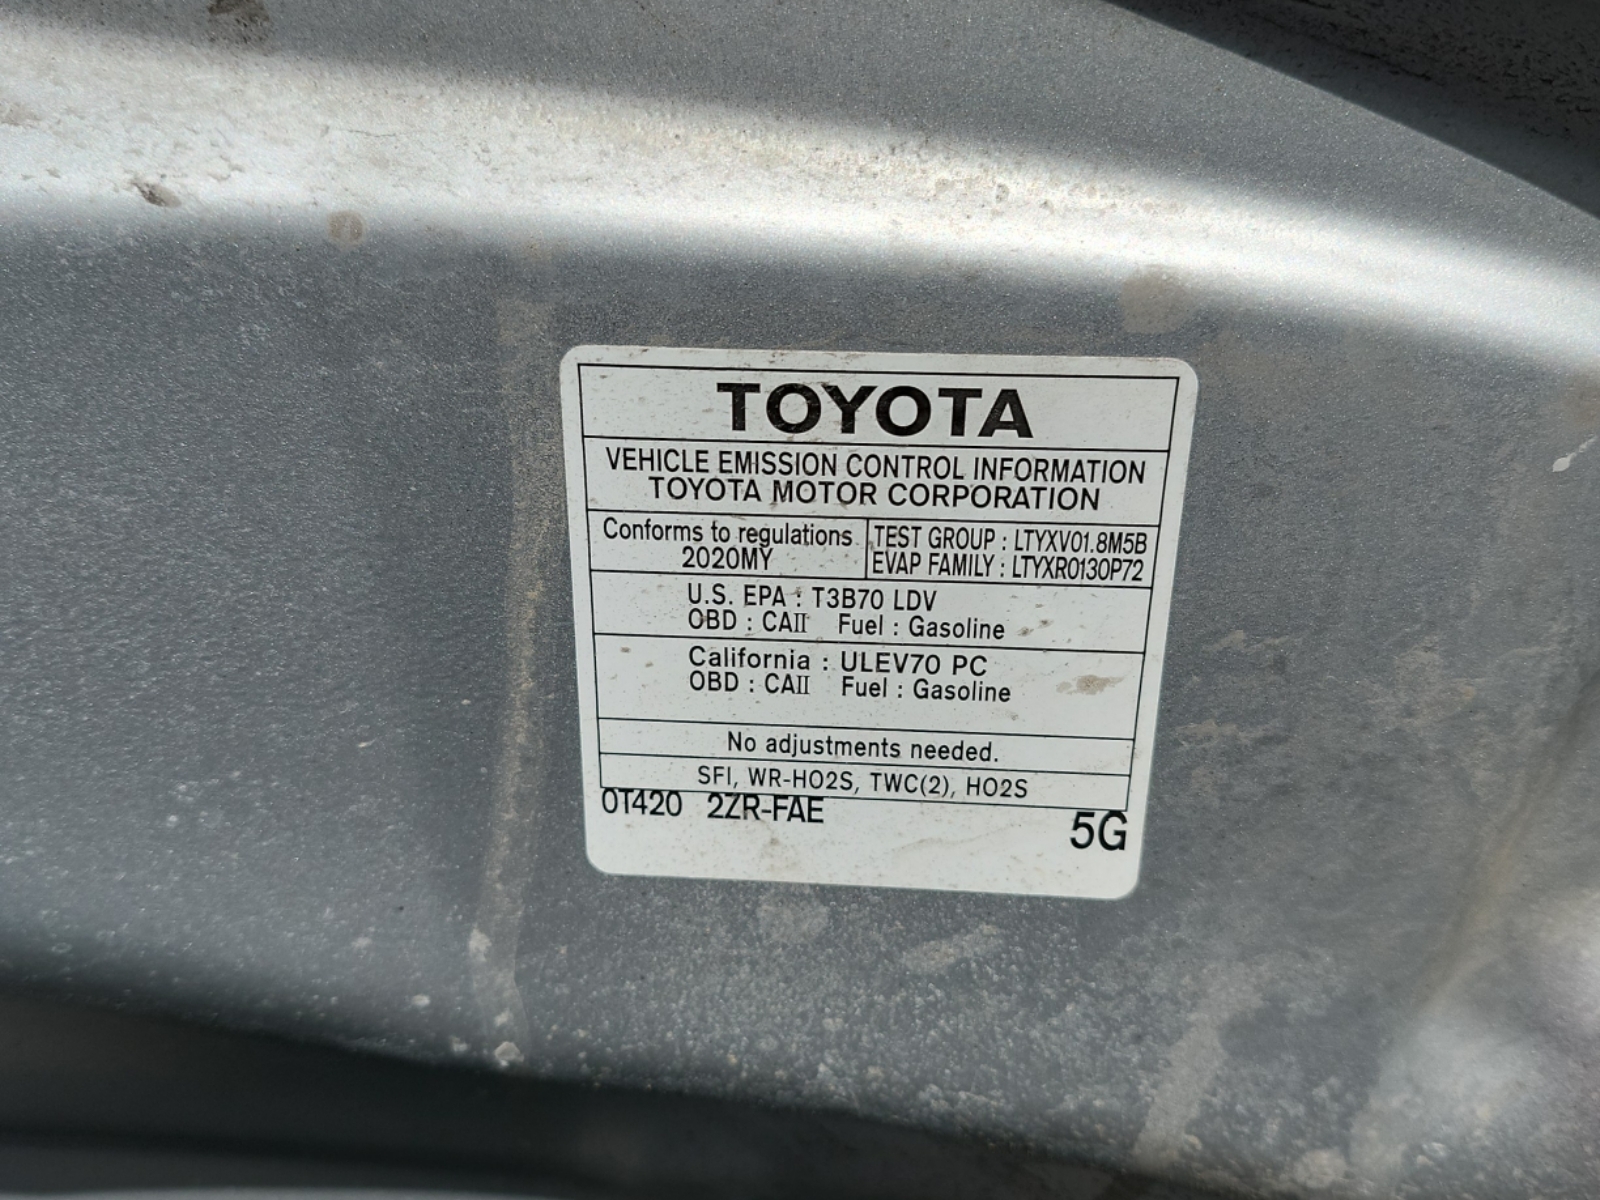 TOYOTA
VEHICLE EMISSION CONTROL INFORMATION
TOYOTA MOTOR CORPORATION
Conforms to regulations
2020MY
TEST GROUP : LTYXV01.8M5B
EVAP FAMILY : LTYXR0130P72
U.S. EPA : T3B70 LDV
OBD : CAII Fuel : Gasoline
California : ULEV70 PC
OBD : CAII Fuel : Gasoline
No adjustments needed.
SFI, WR-HO2S, TWC(2), HO2S
0T420 2ZR-FAE
5G